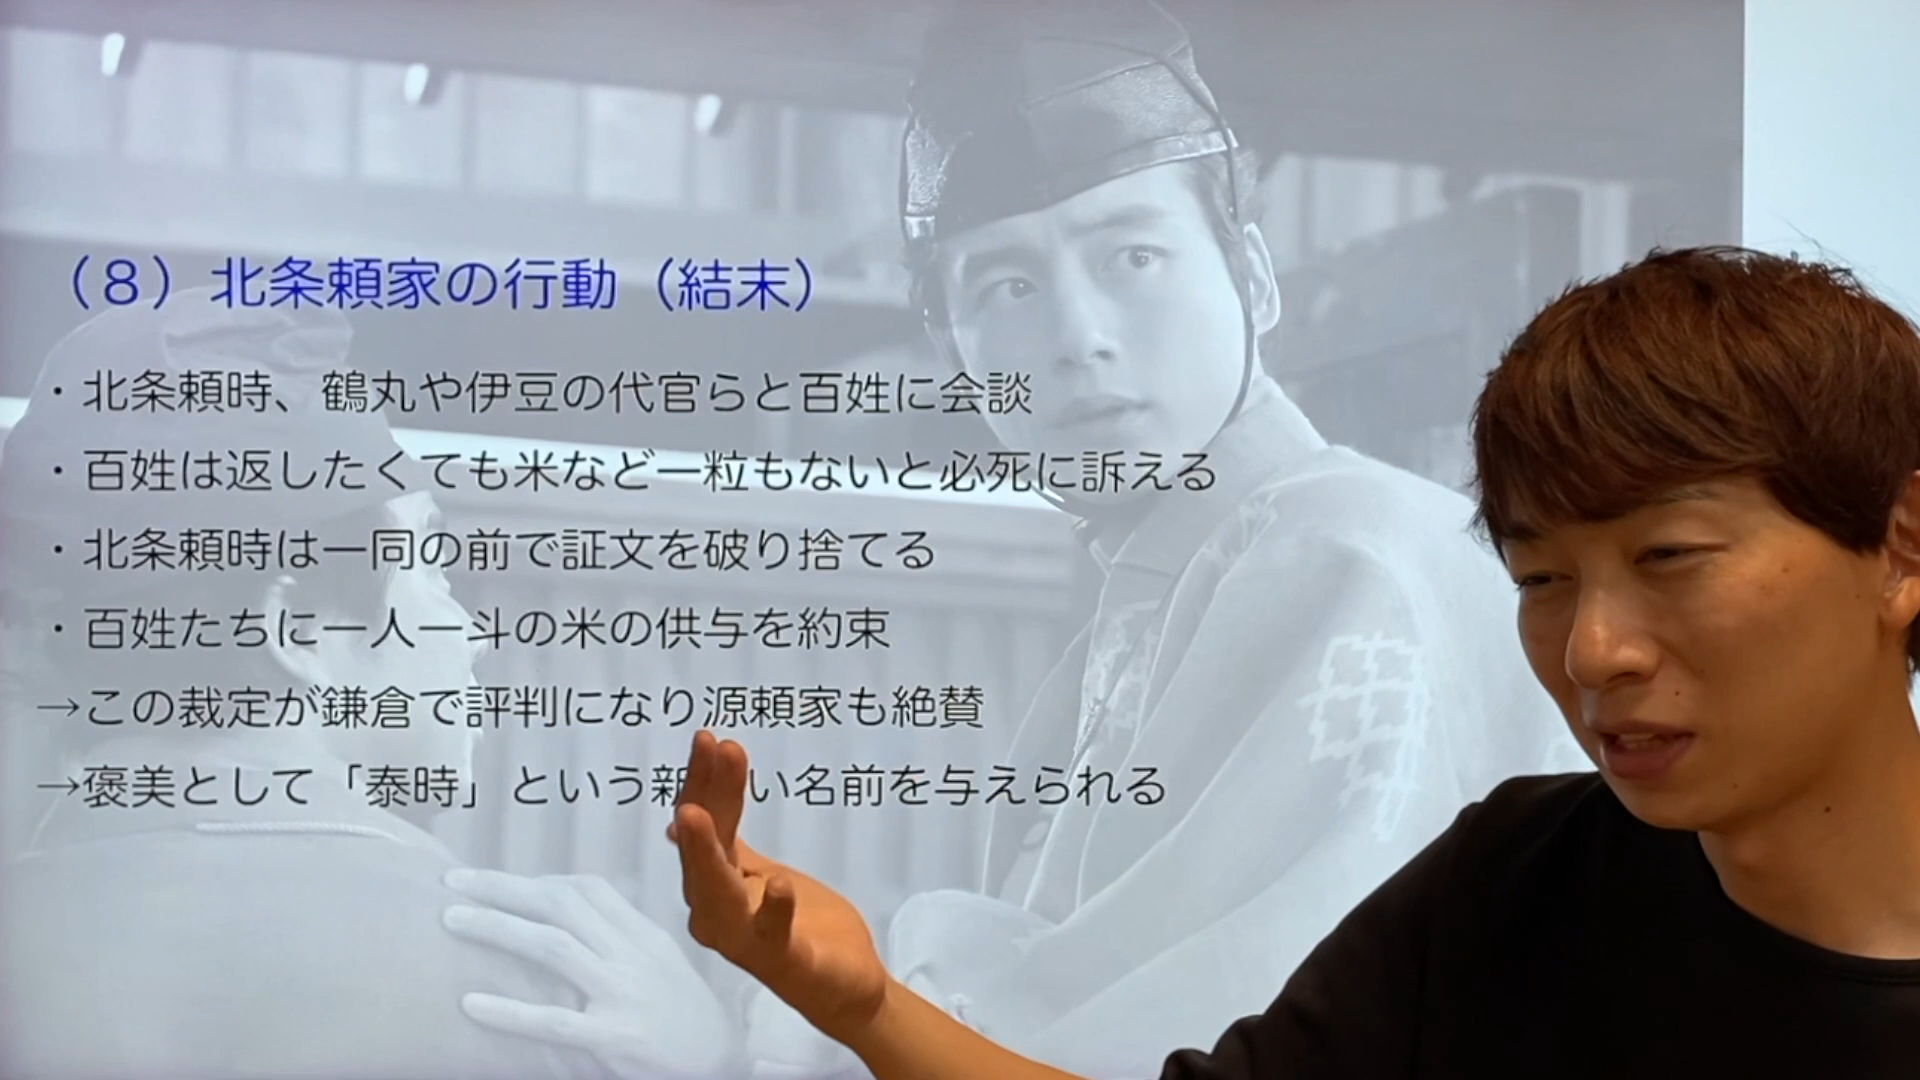 （８）北条頼家の行動（結末）
・北条頼時、鶴丸や伊豆の代官らと百姓に会談
・百姓は返したくても米など一粒もないと必死に訴える
・北条頼時は一同の前で証文を破り捨てる
・百姓たちに一人一斗の米の供与を約束
→この裁定が鎌倉で評判になり源頼家も絶賛
→褒美として「泰時」という新い名前を与えられる